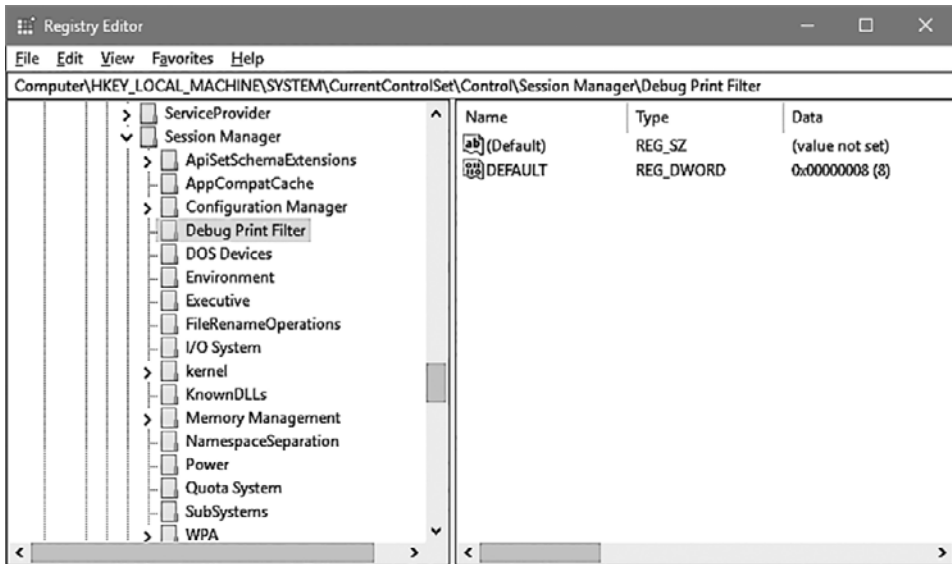 Registry Editor
File Edit View Favorites Help
Computer\HKEY_LOCAL_MACHINE\SYSTEM\CurrentControlSet\Control\Session Manager\Debug Print Filter
ServiceProvider
Session Manager
ApiSetSchemaExtensions
AppCompatCache
Configuration Manager
Debug Print Filter
DOS Devices
Environment
Executive
FileRenameOperations
I/O System
kernel
KnownDLLs
Memory Management
NamespaceSeparation
Power
Quota System
SubSystems
WPA
Name Type Data
ab (Default) REG_SZ (value not set)
DEFAULT REG_DWORD 0x00000008 (8)